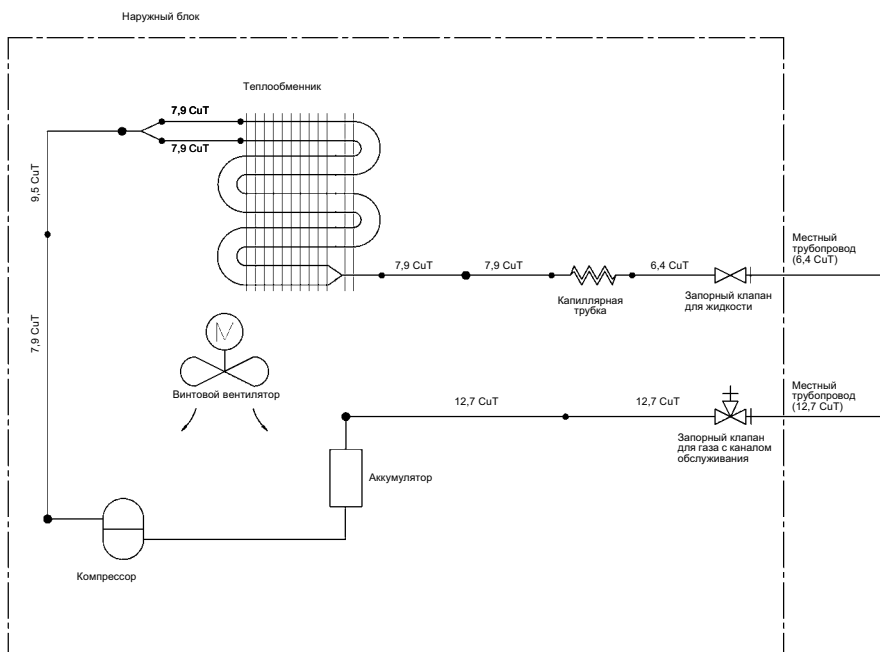 Наружный блок
Теплообменник
7,9 CuT
7,9 CuT
9,5 CuT
7,9 CuT
7,9 CuT
7,9 CuT
6,4 CuT
Местный
трубопровод
(6,4 CuT)
Капиллярная
трубка
Запорный клапан
для жидкости
M
Винтовой вентилятор
12,7 CuT
12,7 CuT
Местный
трубопровод
(12,7 CuT)
Запорный клапан
для газа с каналом
обслуживания
Аккумулятор
Компрессор